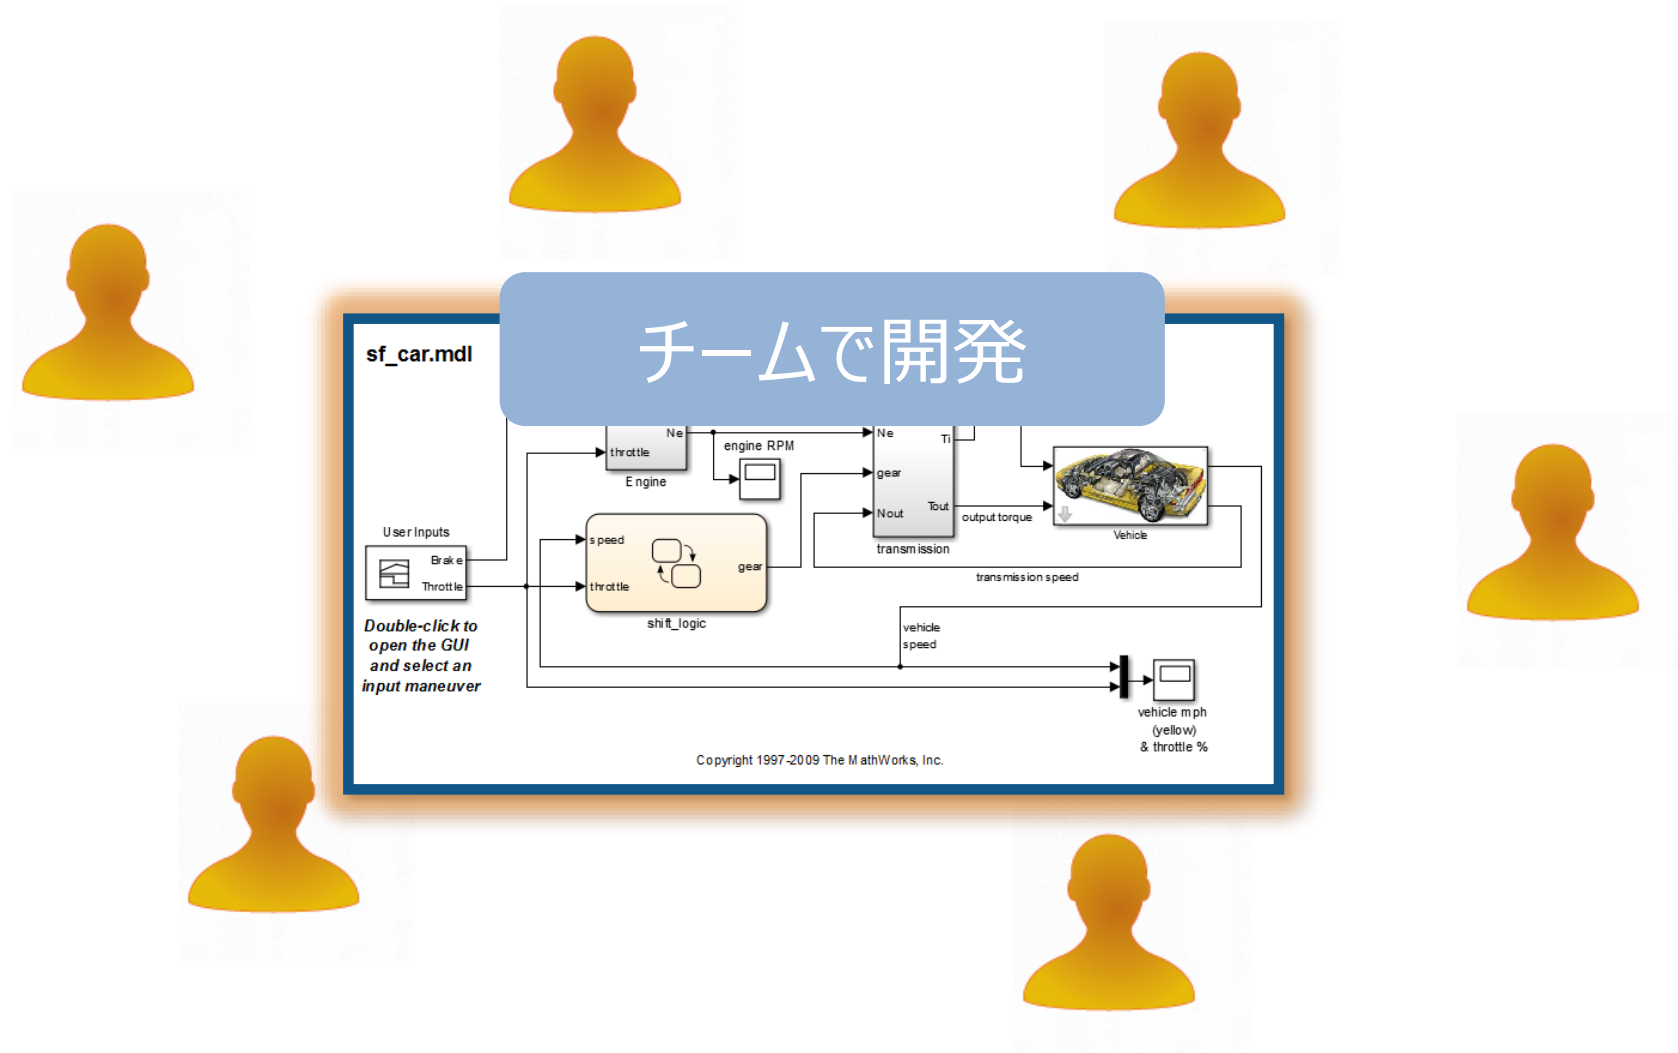 チームで開発
sf_car.mdl
Ne
throttle
Engine
engine RPM
Ne
gear
Nout
Ti
Tout
transmission
output torque
Vehicle
transmission speed
User Inputs
Brake
Throttle
speed
throttle
gear
shift_logic
Double-click to
open the GUI
and select an
input maneuver
vehicle
speed
vehicle mph
(yellow)
& throttle %
Copyright 1997-2009 The MathWorks, Inc.